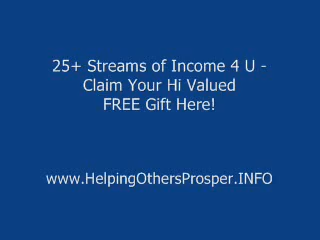 25+ Streams of Income 4 U -
Claim Your Hi Valued
FREE Gift Here!
www.HelpingOthersProsper.INFO